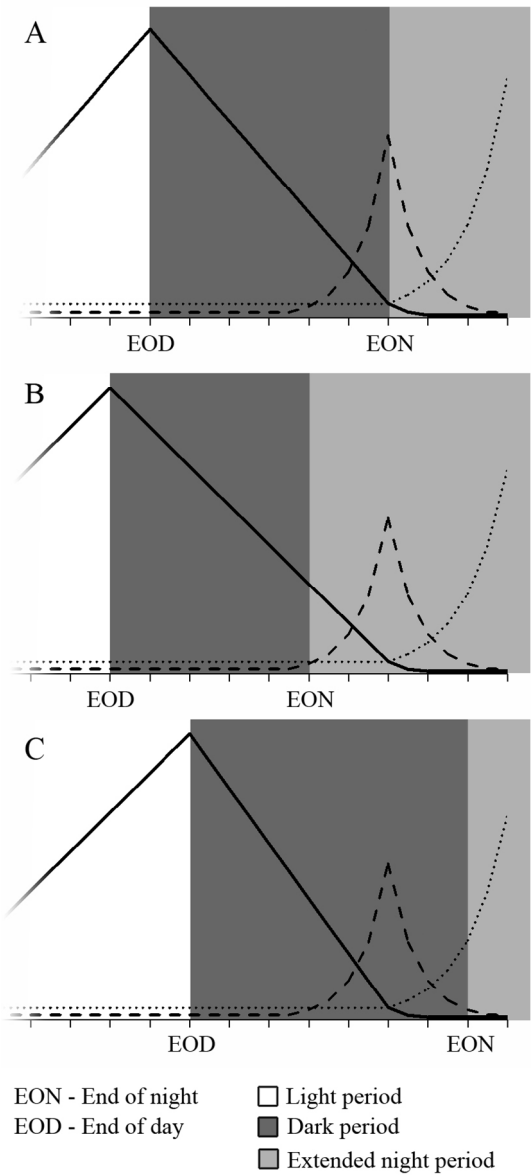 A
EOD EON
B
EOD EON
C
EOD EON
EON - End of night
EOD - End of day
Light period
Dark period
Extended night period